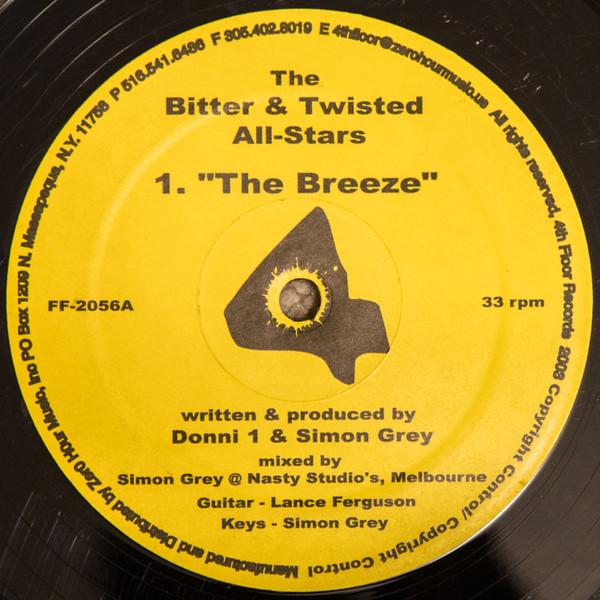 The
Bitter & Twisted
All-Stars
1. "The Breeze"
FF-2056A
33 rpm
written & produced by
Donni 1 & Simon Grey
mixed by
Simon Grey @ Nasty Studio's, Melbourne
Guitar - Lance Ferguson
Keys - Simon Grey
Manufactured and Distributed by Zer0 H0ur Music, Inc PO Box 1209 N. Massapequa, N.Y. 11758 P 516.541.6486 F 305.402.8019 E 4thfloor@zerohourmusic.us All rights reserved, 4th Floor Records 2008 Copyright Control/ Copyright Control